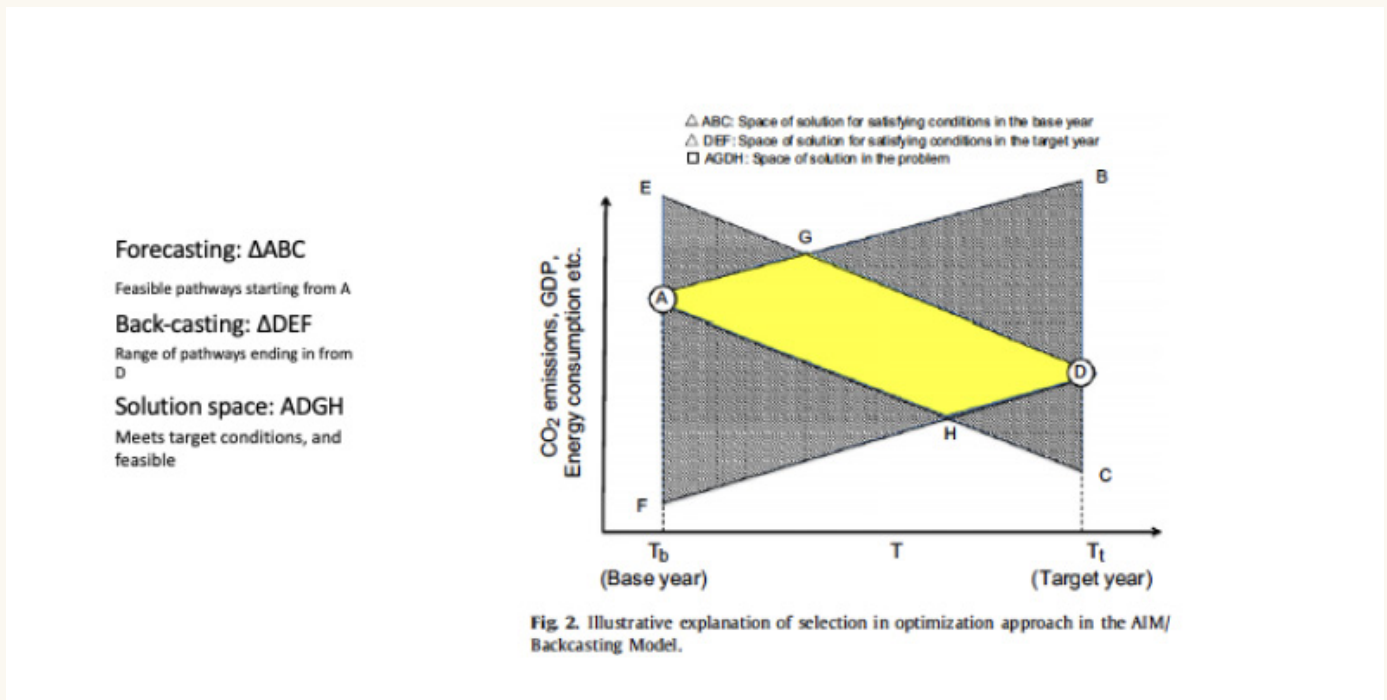 Forecasting: ΔABC
Feasible pathways starting from A
Back-casting: ΔDEF
Range of pathways ending in from
D
Solution space: ADGH
Meets target conditions, and
feasible
△ ABC: Space of solution for satisfying conditions in the base year
△ DEF: Space of solution for satisfying conditions in the target year
□ AGDH: Space of solution in the problem
E
B
G
A
D
H
C
F
CO2 emissions, GDP,
Energy consumption etc.
Tb
T
Tt
(Base year)
(Target year)
Fig. 2. Illustrative explanation of selection in optimization approach in the AIM/
Backcasting Model.